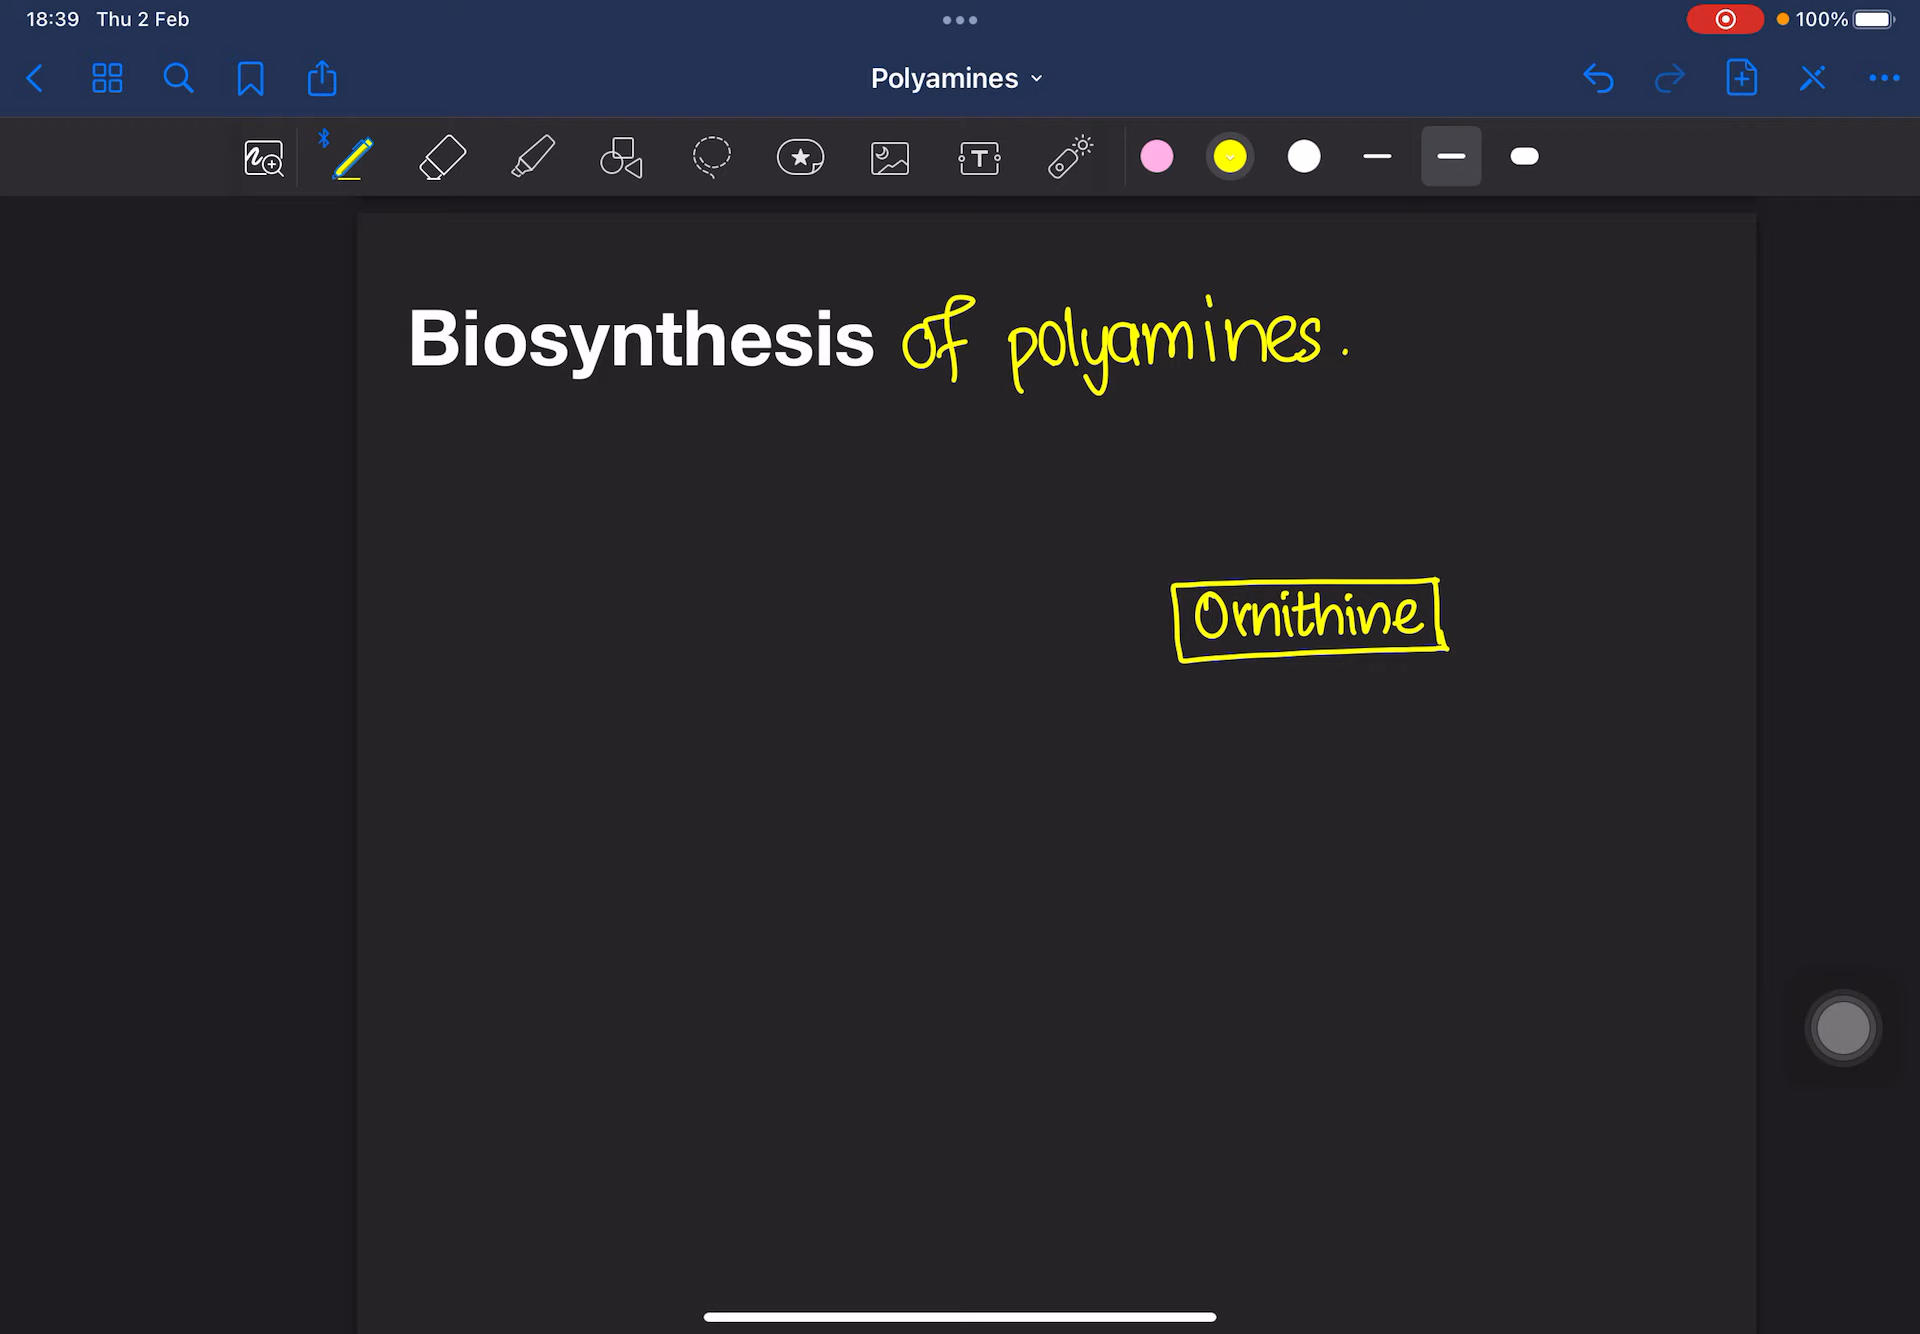 18:39 Thu 2 Feb
100%
Polyamines
T
Biosynthesis of polyamines.
Ornithine